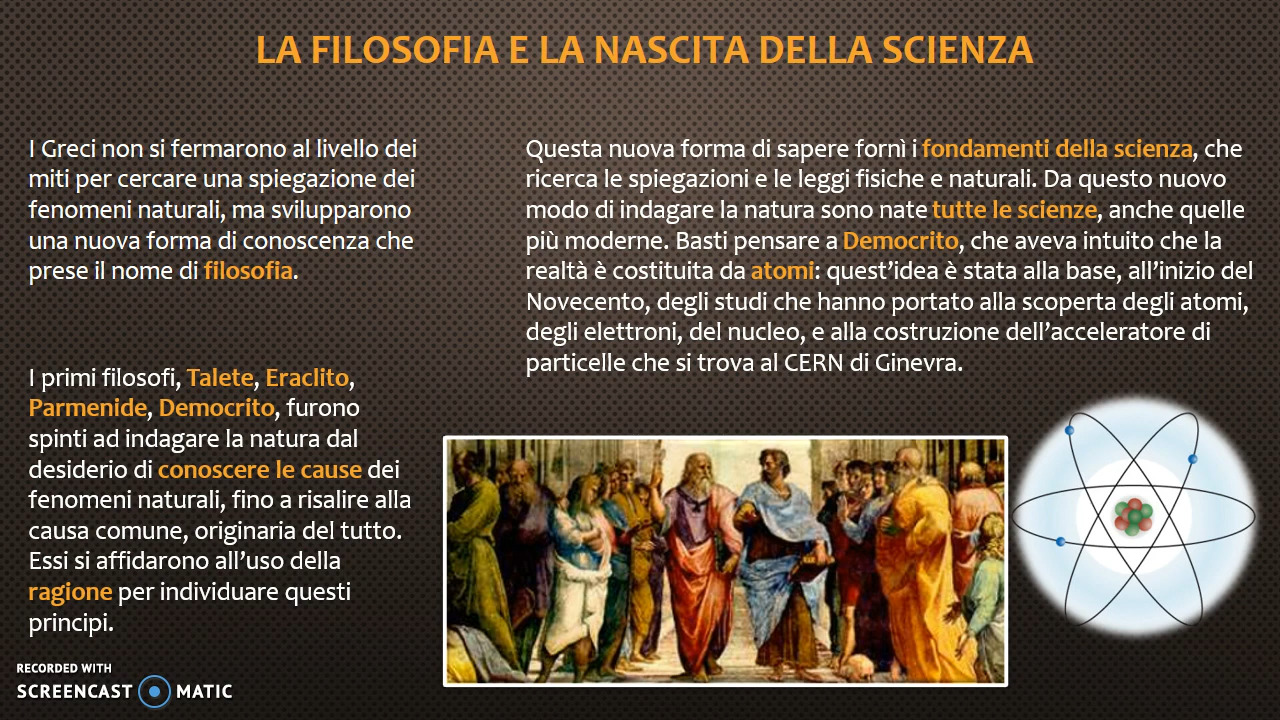 LA FILOSOFIA E LA NASCITA DELLA SCIENZA
I Greci non si fermarono al livello dei
miti per cercare una spiegazione dei
fenomeni naturali, ma svilupparono
una nuova forma di conoscenza che
prese il nome di filosofia.
I primi filosofi, Talete, Eraclito,
Parmenide, Democrito, furono
spinti ad indagare la natura dal
desiderio di conoscere le cause dei
fenomeni naturali, fino a risalire alla
causa comune, originaria del tutto.
Essi si affidarono all’uso della
ragione per individuare questi
principi.
Questa nuova forma di sapere fornì i fondamenti della scienza, che
ricerca le spiegazioni e le leggi fisiche e naturali. Da questo nuovo
modo di indagare la natura sono nate tutte le scienze, anche quelle
più moderne. Basti pensare a Democrito, che aveva intuito che la
realtà è costituita da atomi: quest’idea è stata alla base, all’inizio del
Novecento, degli studi che hanno portato alla scoperta degli atomi,
degli elettroni, del nucleo, e alla costruzione dell’acceleratore di
particelle che si trova al CERN di Ginevra.
RECORDED WITH
SCREENCAST MATIC